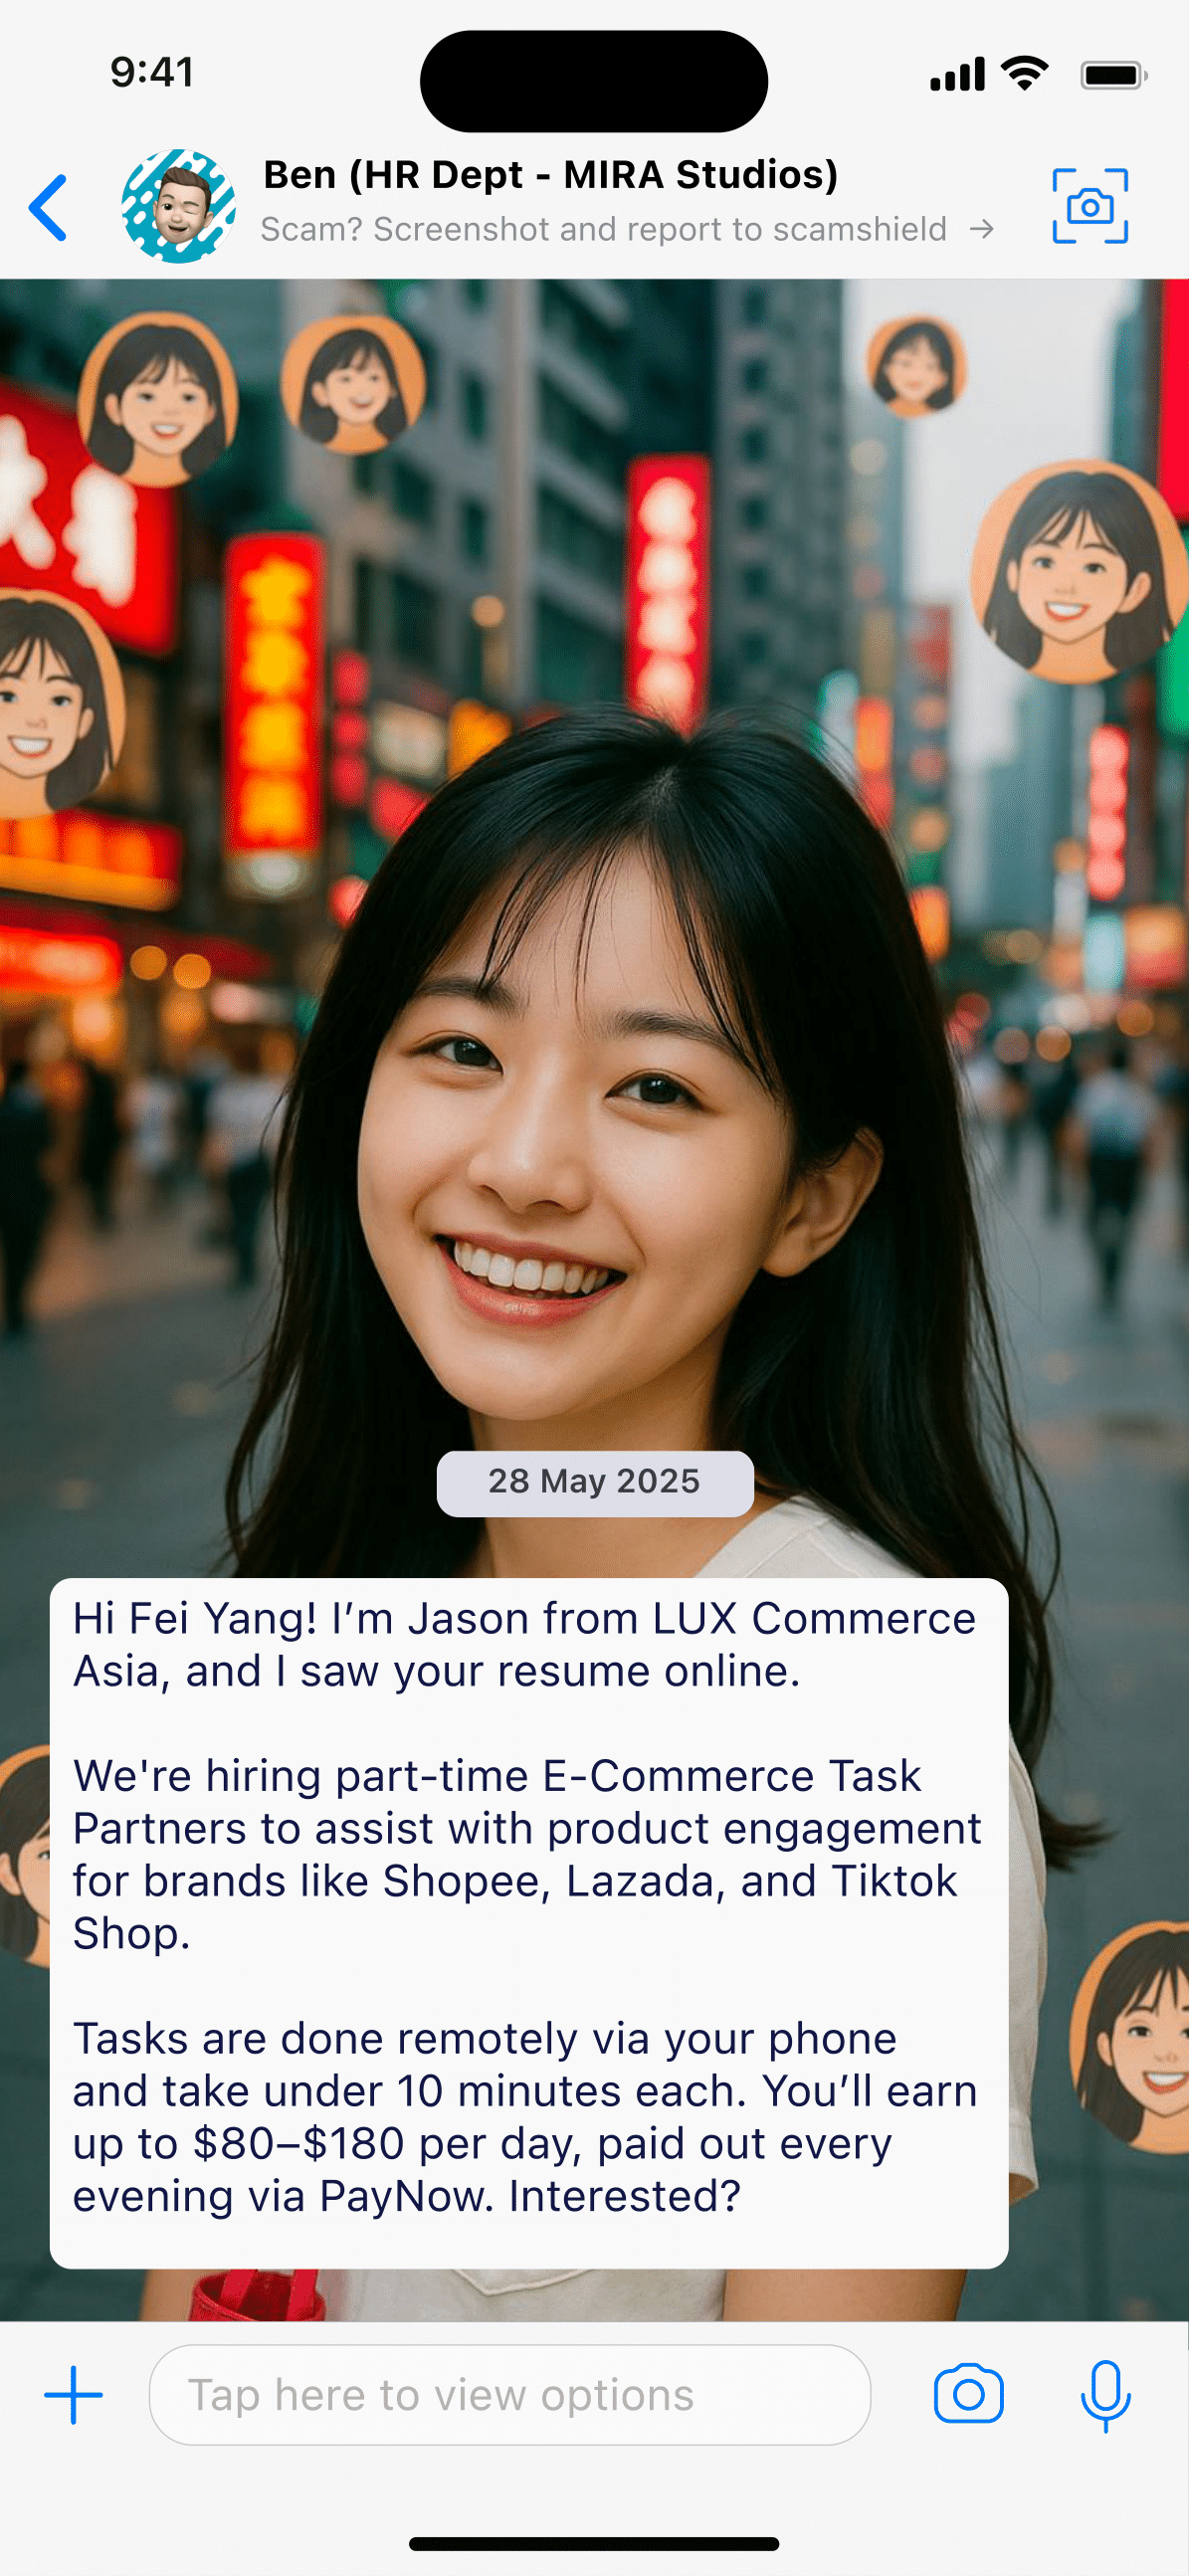 9:41
Ben (HR Dept - MIRA Studios)
Scam? Screenshot and report to scamshield →
28 May 2025
Hi Fei Yang! I’m Jason from LUX Commerce
Asia, and I saw your resume online.
We're hiring part-time E-Commerce Task
Partners to assist with product engagement
for brands like Shopee, Lazada, and Tiktok
Shop.
Tasks are done remotely via your phone
and take under 10 minutes each. You’ll earn
up to $80–$180 per day, paid out every
evening via PayNow. Interested?
Tap here to view options